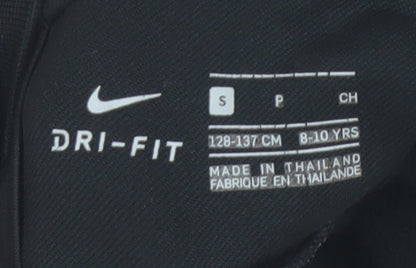 DRI-FIT
S P CH
128-137 CM 8-10 YRS
MADE IN THAILAND
FABRIQUE EN THAILANDE